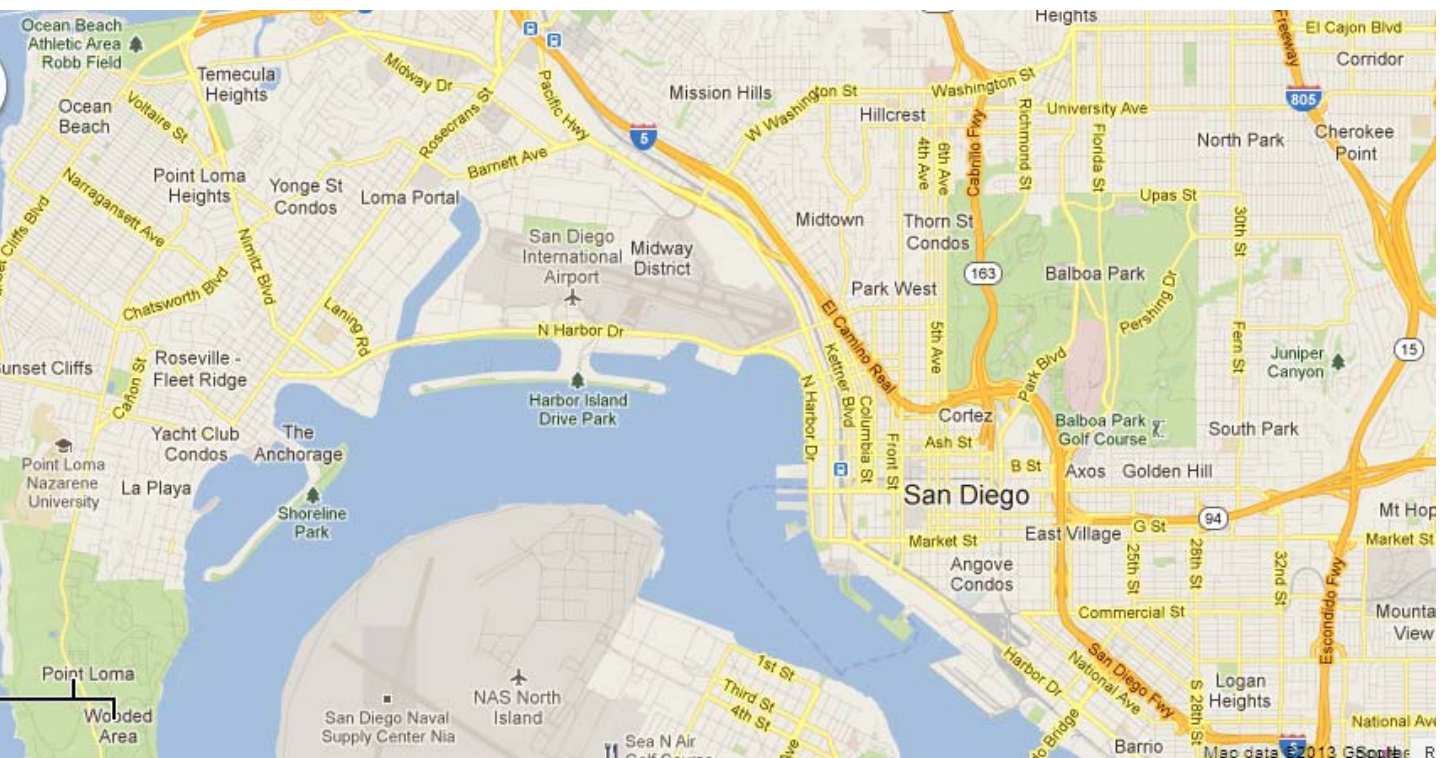 Ocean Beach
Athletic Area
Robb Field
Temecula
Heights
Midway Dr
Pacific Hwy
Mission Hills
W Washington St
Washington St
Heights
El Cajon Blvd
Corridor
Freeway
805
Ocean
Beach
Voltaire St
Rosecrans St
5
Hillcrest
University Ave
Richmond St
Florida St
North Park
Cherokee
Point
Barnett Ave
4th Ave
6th Ave
Cabrillo Fwy
Point Loma
Heights
Yonge St
Condos
Loma Portal
Narragansett Ave
Cliffs Blvd
Nimitz Blvd
Chatsworth Blvd
San Diego
International
Airport
Midway
District
Midtown
Thorn St
Condos
Upas St
30th St
163
Balboa Park
Park West
Pershing Dr
Laning Rd
N Harbor Dr
El Camino Real
5th Ave
Fern St
15
Juniper
Canyon
Roseville -
Fleet Ridge
Cañon St
Kettner Blvd
Park Blvd
Harbor Island
Drive Park
N Harbor Dr
Columbia St
Front St
Cortez
Balboa Park
Golf Course
South Park
Yacht Club
Condos
The
Anchorage
Ash St
B St
Axos
Golden Hill
Point Loma
Nazarene
University
La Playa
San Diego
Shoreline
Park
94
G St
East Village
Market St
Market St
Angove
Condos
25th St
28th St
32nd St
Escondido Fwy
Commercial St
View
Point Loma
Wooded
Area
San Diego Naval
Supply Center Nia
NAS North
Island
1st St
Third St
4th St
Sea N Air
Harbor Dr
National Ave
San Diego Fwy
S 28th St
Logan
Heights
National Ave
Bridge
Barrio
Map data ©2013